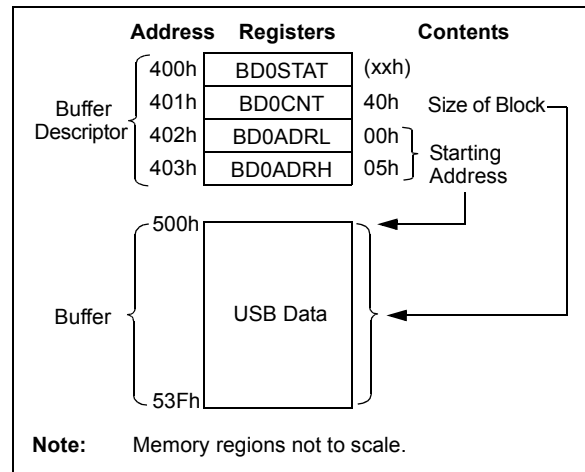 Address Registers Contents
400h BD0STAT (xxh)
Buffer Descriptor
401h BD0CNT 40h Size of Block
402h BD0ADRL 00h
403h BD0ADRH 05h
Starting Address
500h
Buffer USB Data
53Fh
Note: Memory regions not to scale.